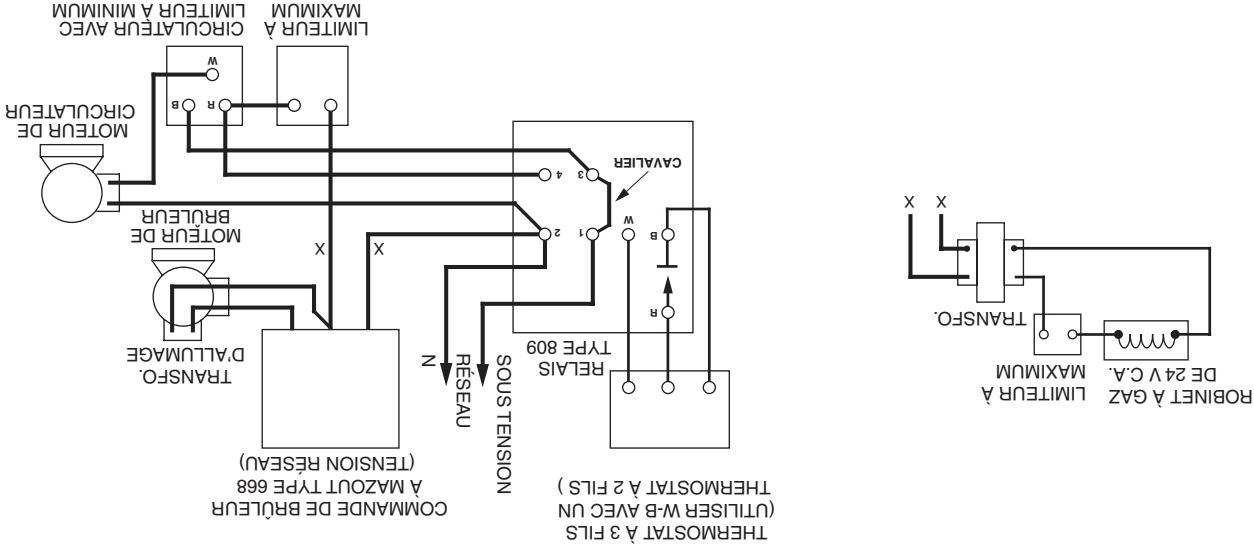 THERMOSTAT À 3 FILS
(UTILISER W-B AVEC UN
THERMOSTAT À 2 FILS )
COMMANDE DE BRÛLEUR
À MAZOUT TYPE 668
(TENSION RÉSEAU)
ROBINET À GAZ
DE 24 V C.A.
LIMITEUR À
MAXIMUM
TRANSFO.
X
X
SOUS TENSION
RÉSEAU
N
RELAIS
TYPE 809
R
B
W
1
2
3
4
CAVALIER
TRANSFO.
D'ALLUMAGE
MOTEUR DE
BRÛLEUR
X
X
MOTEUR DE
CIRCULATEUR
R
B
W
LIMITEUR À
MAXIMUM
CIRCULATEUR AVEC
LIMITEUR À MINIMUM